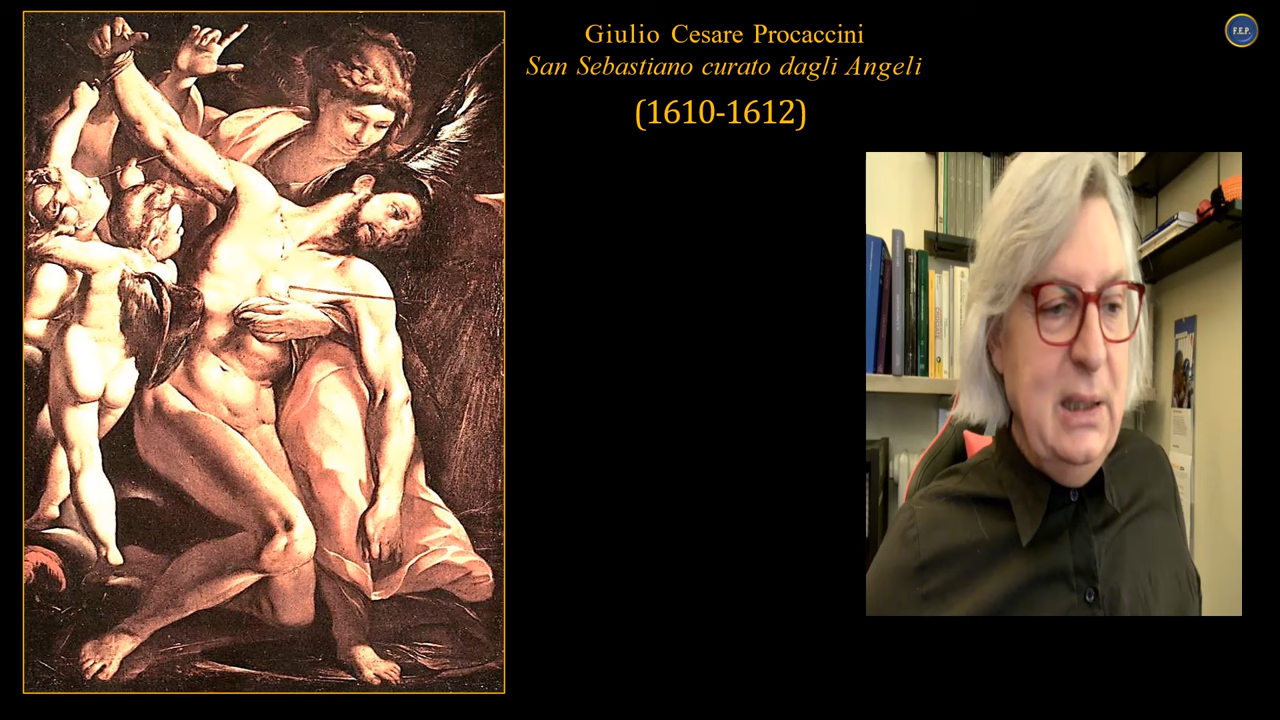 Giulio Cesare Procaccini
San Sebastiano curato dagli Angeli
(1610-1612)
F.E.P.